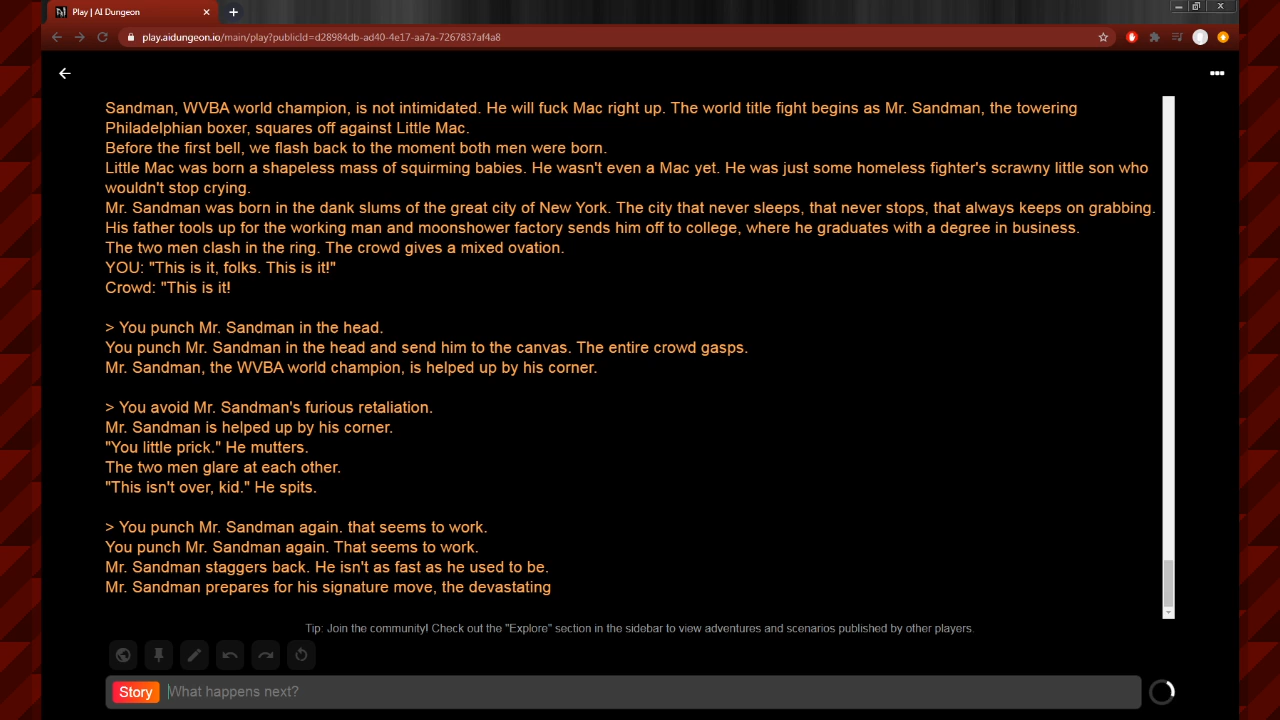 Play | AI Dungeon
play.aidungeon.io/main/play?publicId=d28984db-ad40-4e17-aa7a-7267837af4a8
Sandman, WVBA world champion, is not intimidated. He will fuck Mac right up. The world title fight begins as Mr. Sandman, the towering
Philadelphian boxer, squares off against Little Mac.
Before the first bell, we flash back to the moment both men were born.
Little Mac was born a shapeless mass of squirming babies. He wasn't even a Mac yet. He was just some homeless fighter's scrawny little son who
wouldn't stop crying.
Mr. Sandman was born in the dank slums of the great city of New York. The city that never sleeps, that never stops, that always keeps on grabbing.
His father tools up for the working man and moonshower factory sends him off to college, where he graduates with a degree in business.
The two men clash in the ring. The crowd gives a mixed ovation.
YOU: "This is it, folks. This is it!"
Crowd: "This is it!
> You punch Mr. Sandman in the head.
You punch Mr. Sandman in the head and send him to the canvas. The entire crowd gasps.
Mr. Sandman, the WVBA world champion, is helped up by his corner.
> You avoid Mr. Sandman's furious retaliation.
Mr. Sandman is helped up by his corner.
"You little prick." He mutters.
The two men glare at each other.
"This isn't over, kid." He spits.
> You punch Mr. Sandman again. that seems to work.
You punch Mr. Sandman again. That seems to work.
Mr. Sandman staggers back. He isn't as fast as he used to be.
Mr. Sandman prepares for his signature move, the devastating
Tip: Join the community! Check out the "Explore" section in the sidebar to view adventures and scenarios published by other players.
Story
What happens next?